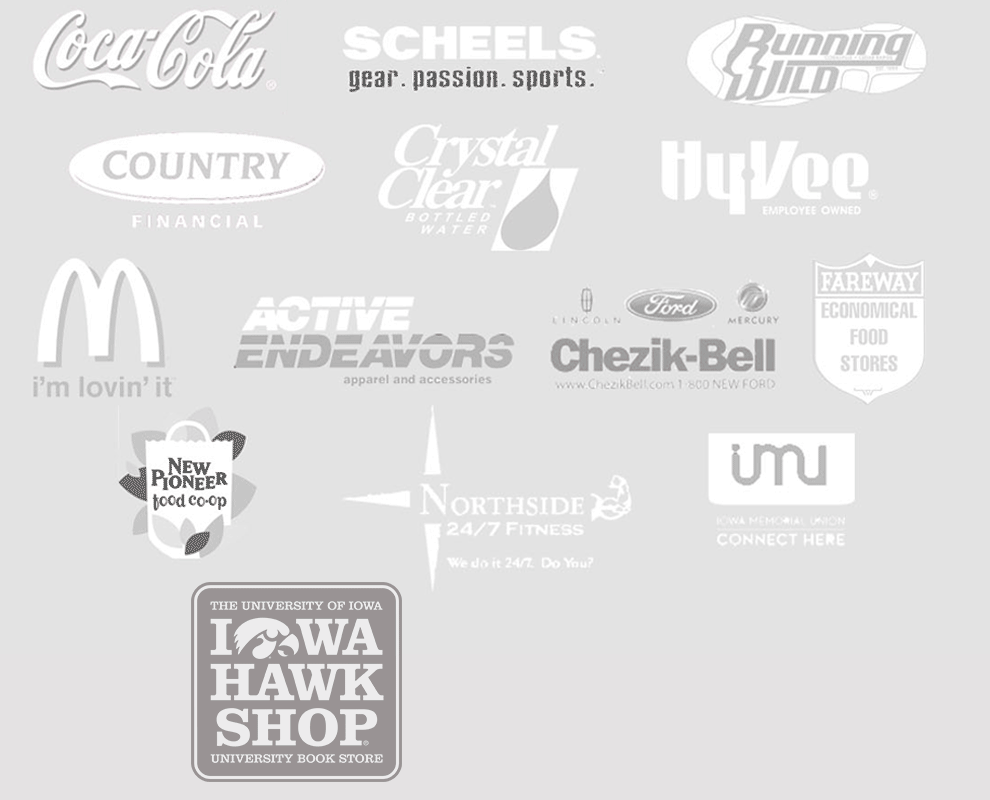 Coca-Cola
SCHEELS
gear. passion. sports.
Running
Wild
COUNTRY
FINANCIAL
Crystal
Clear
BOTTLED
WATER
HyVee
EMPLOYEE OWNED
M
i'm lovin' it
ACTIVE
ENDEAVORS
apparel and accessories
LINCOLN
Ford
MERCURY
Chezik-Bell
www.ChezikBell.com 1-800 NEW FORD
FAREWAY
ECONOMICAL
FOOD
STORES
NEW
PIONEER
food co-op
NORTHSIDE
24/7 FITNESS
We do it 24/7. Do You?
imu
IOWA MEMORIAL UNION
CONNECT HERE
THE UNIVERSITY OF IOWA
IOWA
HAWK
SHOP
UNIVERSITY BOOK STORE